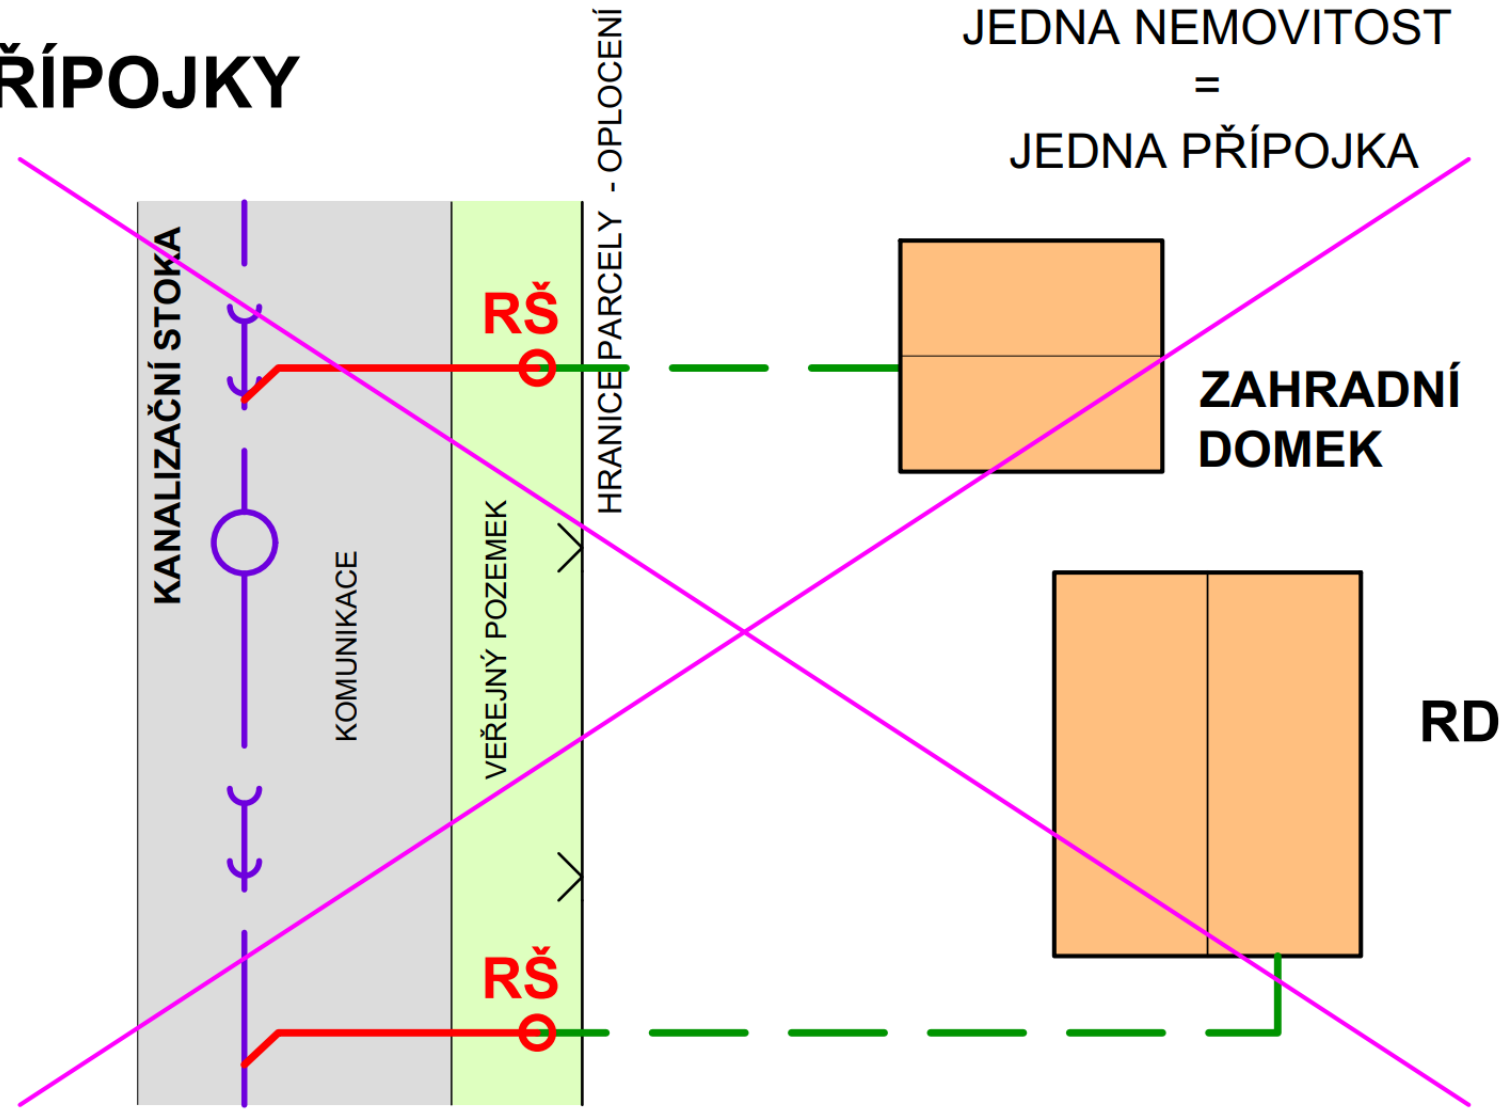 ŘÍPOJKY
JEDNA NEMOVITOST
=
JEDNA PŘÍPOJKA
HRANICE PARCELY - OPLOCENÍ
KANALIZAČNÍ STOKA
KOMUNIKACE
VEŘEJNÝ POZEMEK
RŠ
ZAHRADNÍ
DOMEK
RD
RŠ